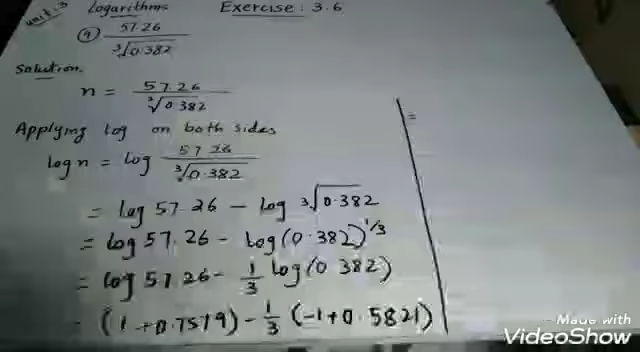 unit: 3 Logarithms Exercise: 3.6
9) 57.26 / ∛0.382
Solution.
n = 57.26 / ∛0.382
Applying log on both sides
log n = log 57.26 / ∛0.382
= log 57.26 - log ∛0.382
= log 57.26 - log (0.382)^1/3
= log 57.26 - 1/3 log (0.382)
- (1+0.7579) - 1/3 (-1+0.5821)
=
Made with
VideoShow